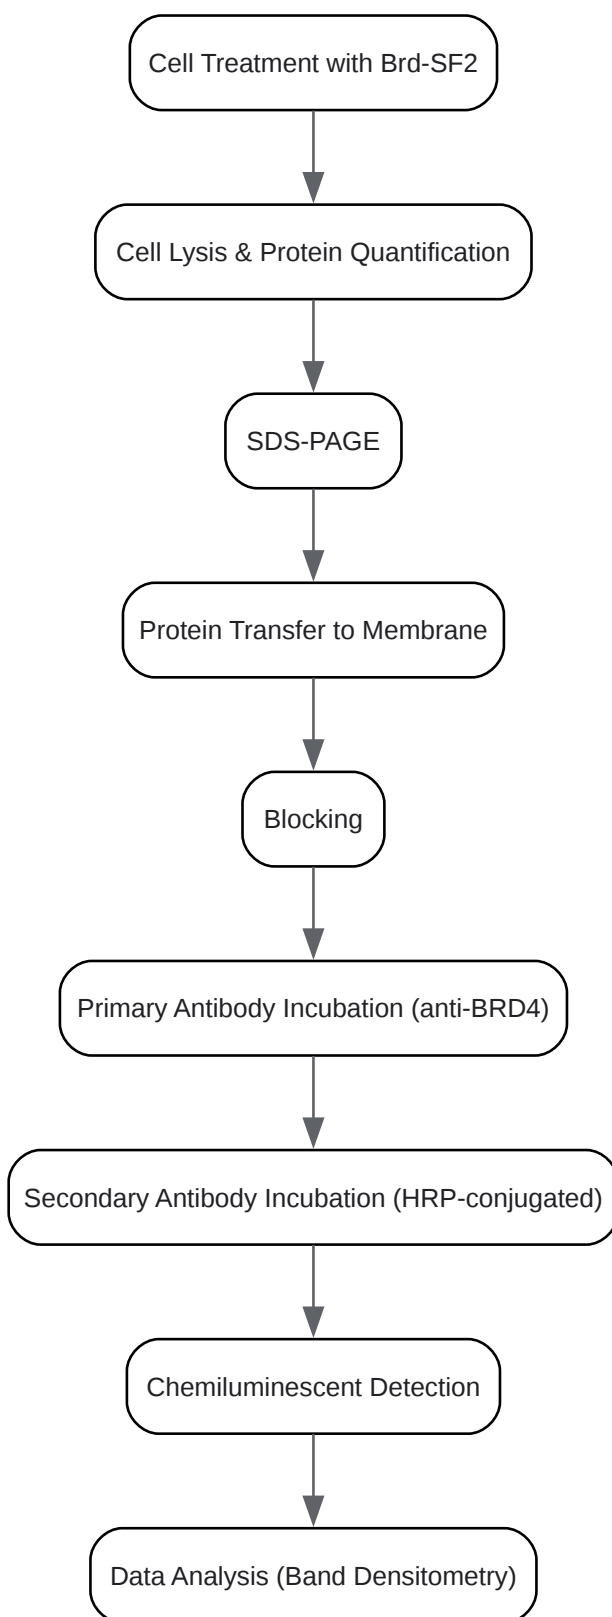 Cell Treatment with Brd-SF2
Cell Lysis & Protein Quantification
SDS-PAGE
Protein Transfer to Membrane
Blocking
Primary Antibody Incubation (anti-BRD4)
Secondary Antibody Incubation (HRP-conjugated)
Chemiluminescent Detection
Data Analysis (Band Densitometry)